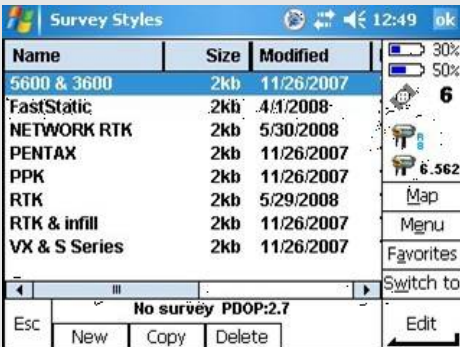 Survey Styles 12:49 ok
Name Size Modified
5600 & 3600 2kb 11/26/2007
FastStatic 2kb 4/1/2008
NETWORK RTK 2kb 5/30/2008
PENTAX 2kb 11/26/2007
PPK 2kb 11/26/2007
RTK 2kb 5/29/2008
RTK & infill 2kb 11/26/2007
VX & S Series 2kb 11/26/2007
30%
50%
6
6.562
Map
Menu
Favorites
Switch to
No survey PDOP:2.7
Esc New Copy Delete Edit